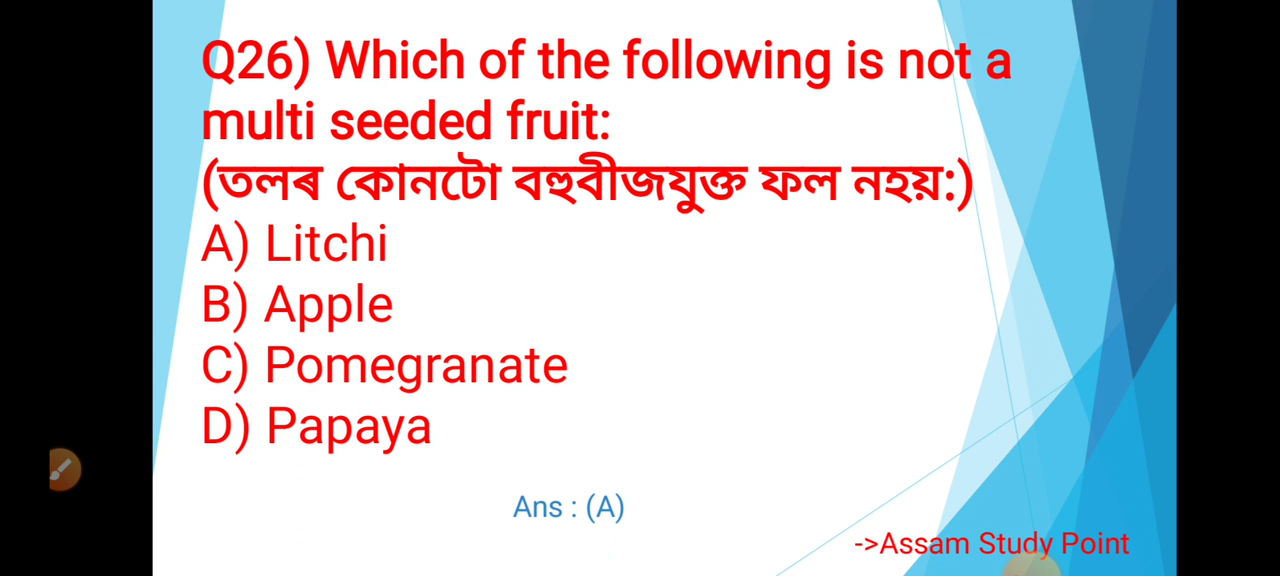 Q26) Which of the following is not a
multi seeded fruit:
(তলৰ কোনটো বহুবীজযুক্ত ফল নহয়:)
A) Litchi
B) Apple
C) Pomegranate
D) Papaya
Ans : (A)
->Assam Study Point